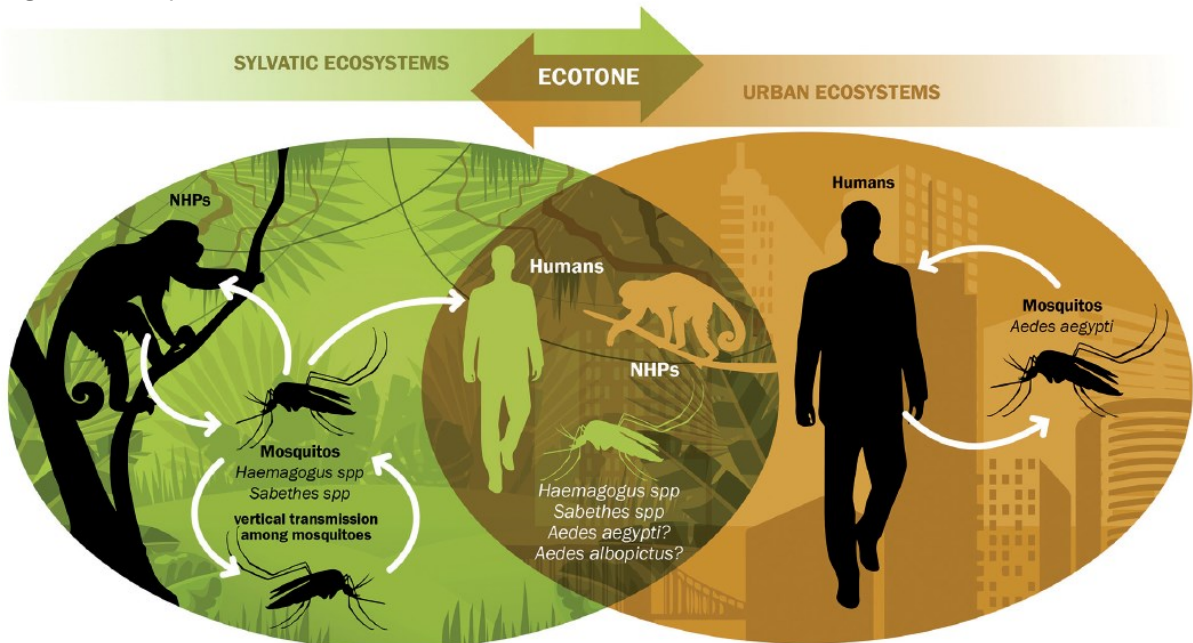 SYLVATIC ECOSYSTEMS
ECOTONE
URBAN ECOSYSTEMS
NHPs
Mosquitos
Haemagogus spp
Sabethes spp
vertical transmission
among mosquitoes
Humans
NHPs
Haemagogus spp
Sabethes spp
Aedes aegypti?
Aedes albopictus?
Humans
Mosquitos
Aedes aegypti